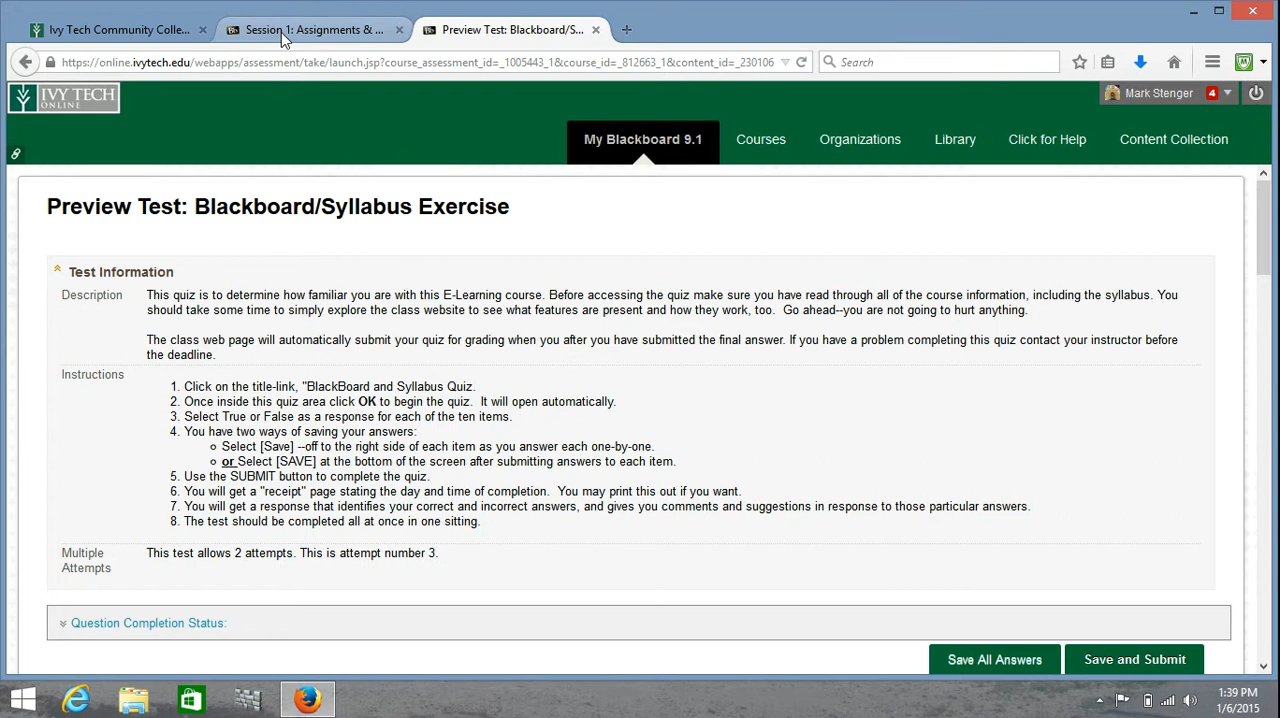 Ivy Tech Community Colle...
Session 1: Assignments & ...
Preview Test: Blackboard/S...
https://online.ivytech.edu/webapps/assessment/take/launch.jsp?course_assessment_id=_1005443_1&course_id=_812663_1&content_id=_230106
Search
IVY TECH
ONLINE
Mark Stenger
4
My Blackboard 9.1
Courses
Organizations
Library
Click for Help
Content Collection
Preview Test: Blackboard/Syllabus Exercise
Test Information
Description
This quiz is to determine how familiar you are with this E-Learning course. Before accessing the quiz make sure you have read through all of the course information, including the syllabus. You
should take some time to simply explore the class website to see what features are present and how they work, too. Go ahead--you are not going to hurt anything.
The class web page will automatically submit your quiz for grading when you after you have submitted the final answer. If you have a problem completing this quiz contact your instructor before
the deadline.
Instructions
1. Click on the title-link, "BlackBoard and Syllabus Quiz.
2. Once inside this quiz area click OK to begin the quiz. It will open automatically.
3. Select True or False as a response for each of the ten items.
4. You have two ways of saving your answers:
Select [Save] --off to the right side of each item as you answer each one-by-one.
or Select [SAVE] at the bottom of the screen after submitting answers to each item.
5. Use the SUBMIT button to complete the quiz.
6. You will get a "receipt" page stating the day and time of completion. You may print this out if you want.
7. You will get a response that identifies your correct and incorrect answers, and gives you comments and suggestions in response to those particular answers.
8. The test should be completed all at once in one sitting.
Multiple
Attempts
This test allows 2 attempts. This is attempt number 3.
Question Completion Status:
Save All Answers
Save and Submit
1:39 PM
1/6/2015